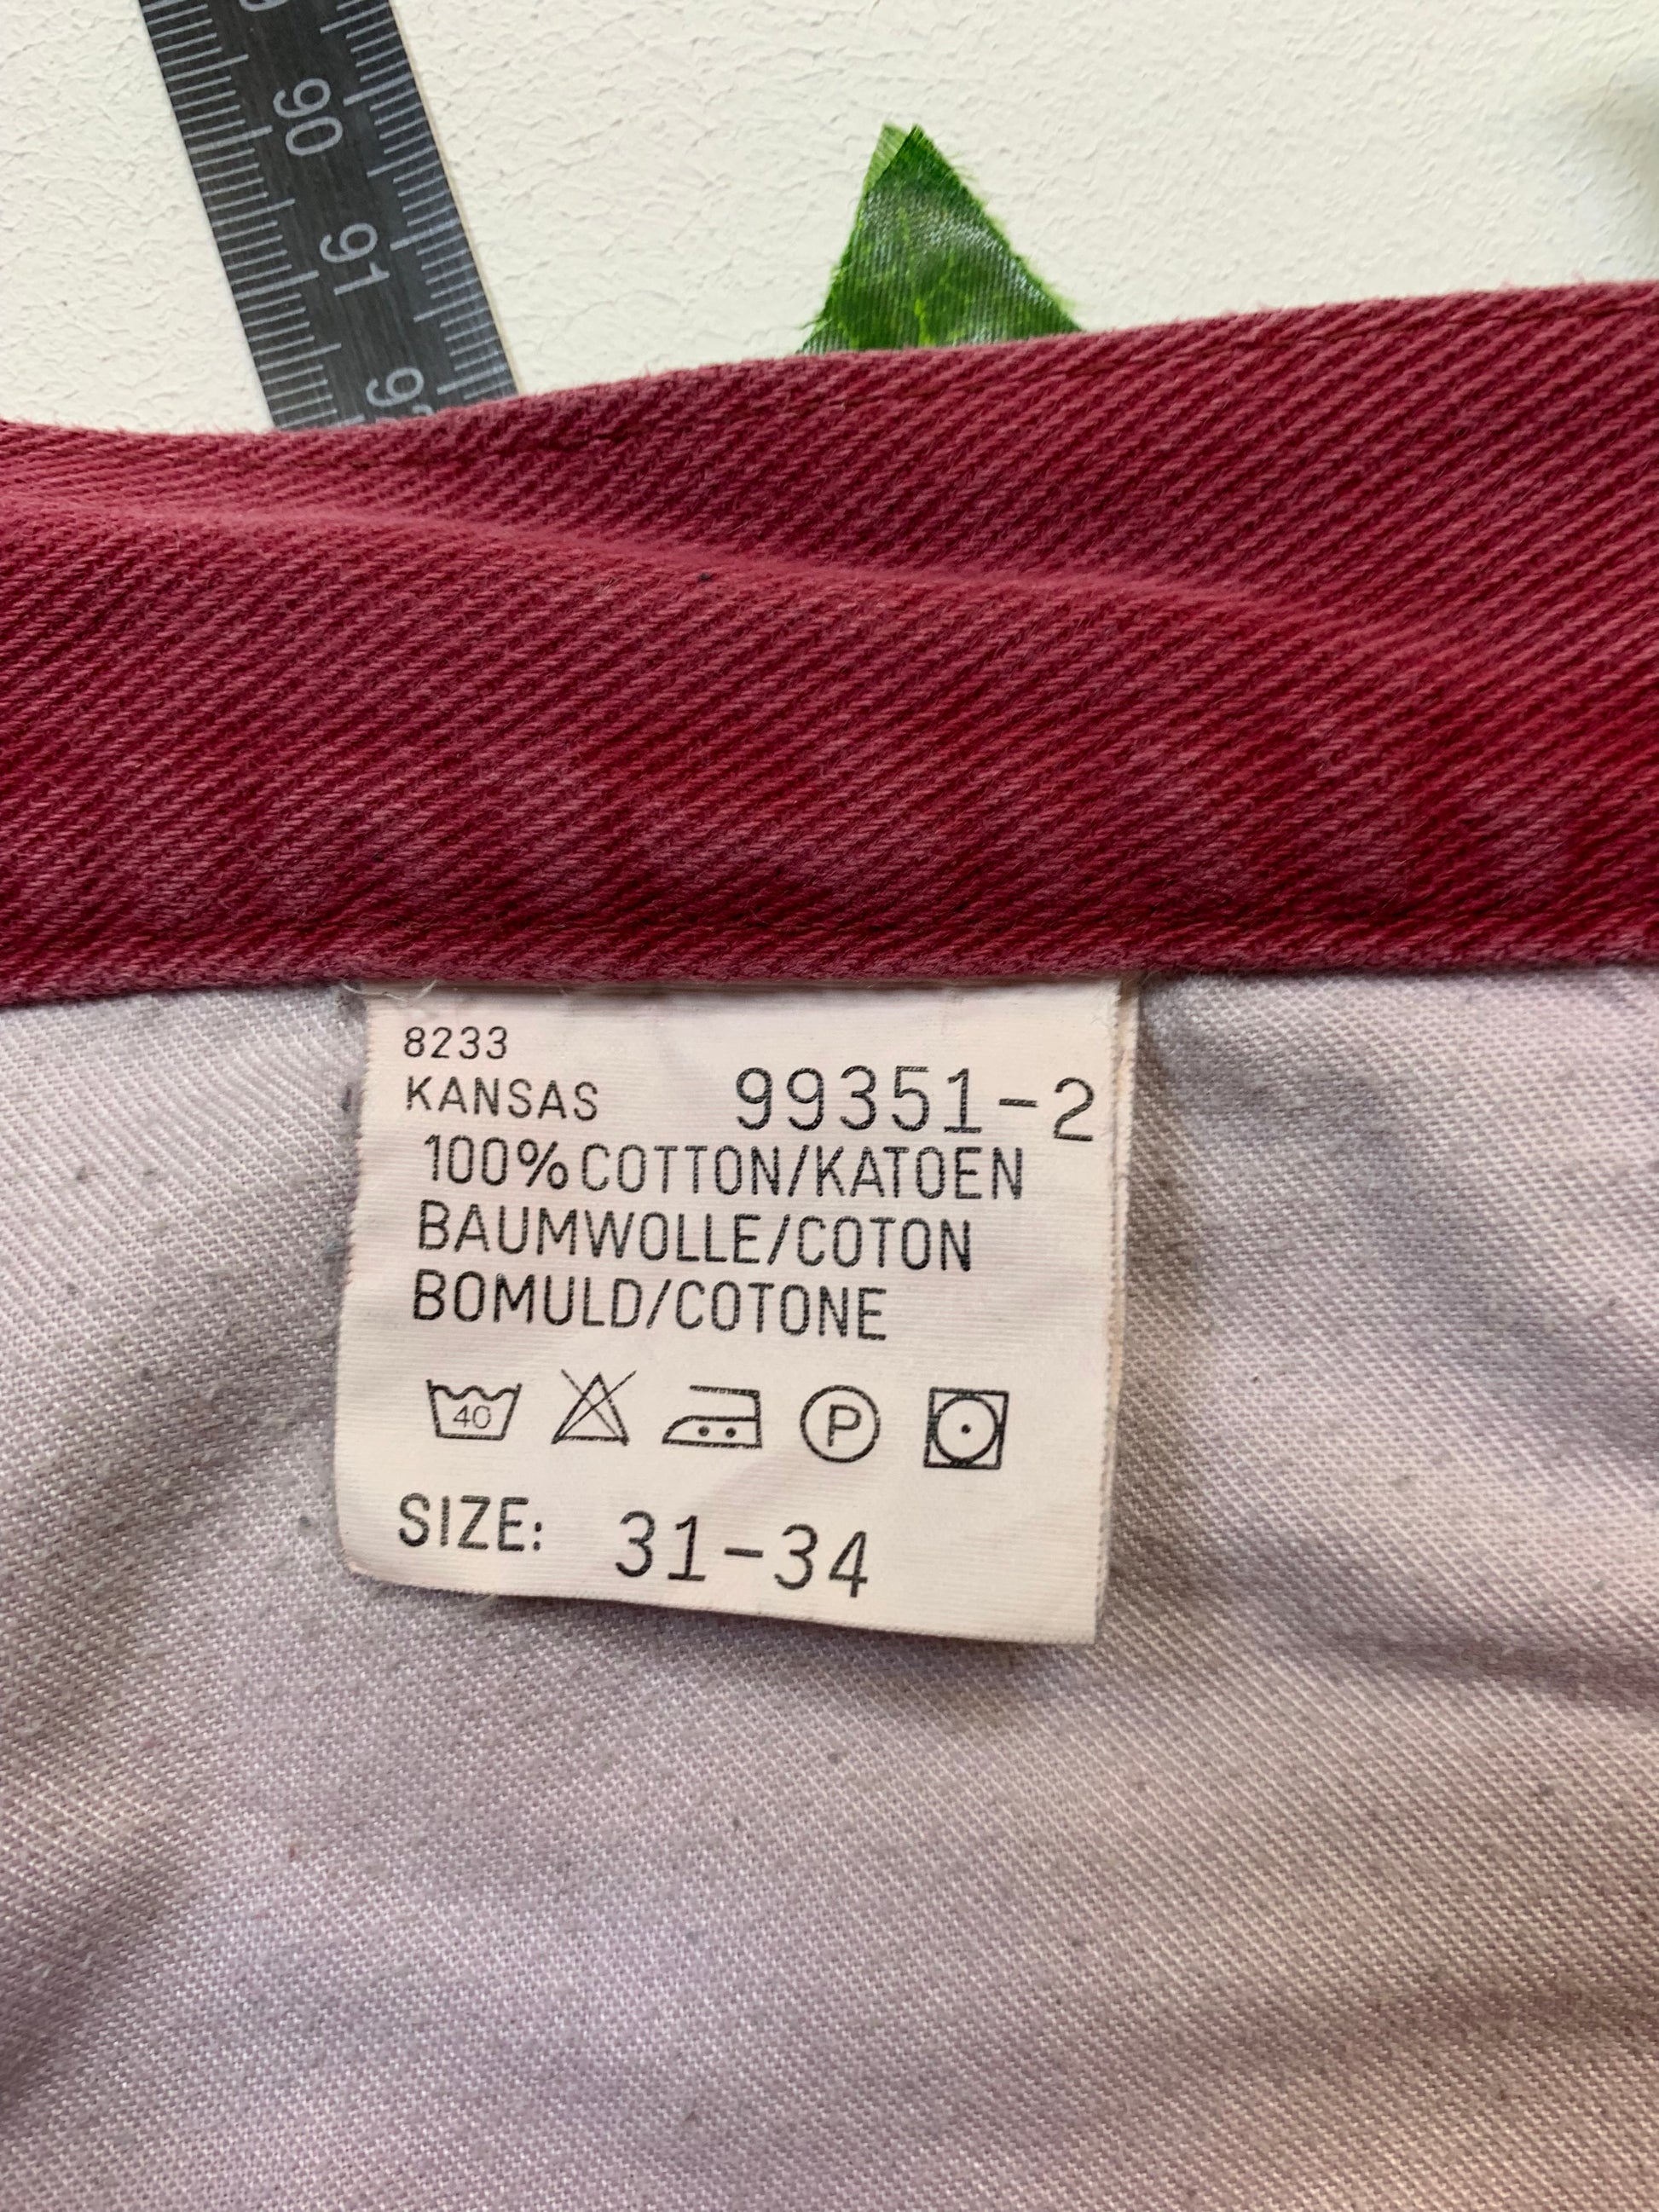 90
91
8233
KANSAS 99351-2
100% COTTON/KATOEN
BAUMWOLLE/COTON
BOMULD/COTONE
40 P
SIZE: 31-34